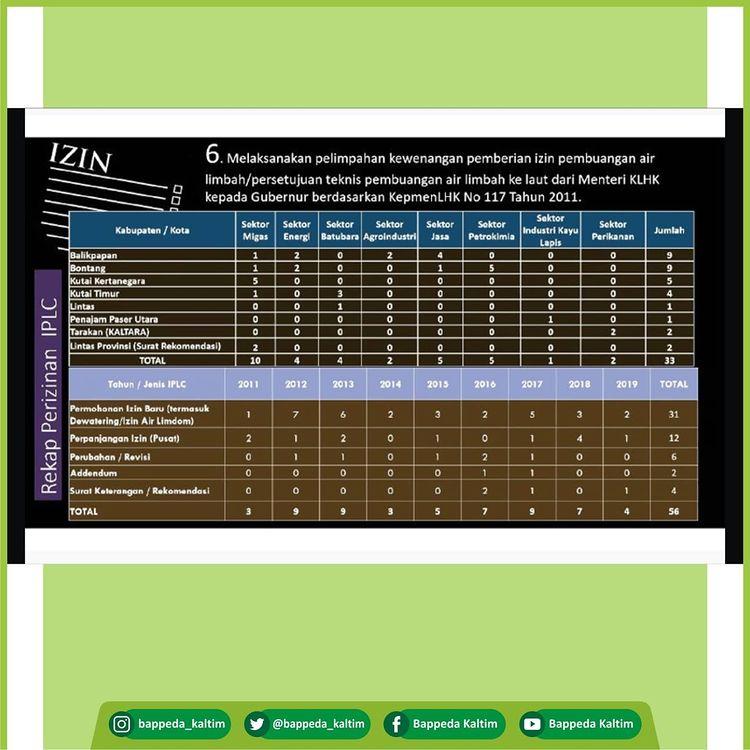 IZIN
6. Melaksanakan pelimpahan kewenangan pemberian izin pembuangan air
limbah/persetujuan teknis pembuangan air limbah ke laut dari Menteri KLHK
kepada Gubernur berdasarkan KepmenLHK No 117 Tahun 2011.
Rekap Perizinan IPLC
Kabupaten / Kota Sektor Migas Sektor Energi Sektor Batubara Sektor Agroindustri Sektor Jasa Sektor Petrokimia Sektor Industri Kayu Lapis Sektor Perikanan Jumlah
Balikpapan 1 2 0 2 4 0 0 0 9
Bontang 1 2 0 0 1 5 0 0 9
Kutai Kertanegara 5 0 0 0 0 0 0 0 5
Kutai Timur 1 0 3 0 0 0 0 0 4
Lintas 0 0 1 0 0 0 0 0 1
Penajam Paser Utara 0 0 0 0 0 0 1 0 1
Tarakan (KALTARA) 0 0 0 0 0 0 0 2 2
Lintas Provinsi (Surat Rekomendasi) 2 0 0 0 0 0 0 0 2
TOTAL 10 4 4 2 5 5 1 2 33
Tahun / Jenis IPLC 2011 2012 2013 2014 2015 2016 2017 2018 2019 TOTAL
Permohonan Izin Baru (termasuk
Dewatering/Izin Air Limdom) 1 7 6 2 3 2 5 3 2 31
Perpanjangan Izin (Pusat) 2 1 2 0 1 0 1 4 1 12
Perubahan / Revisi 0 1 1 0 1 2 1 0 0 6
Addendum 0 0 0 0 0 1 1 0 0 2
Surat Keterangan / Rekomendasi 0 0 0 0 0 2 1 0 1 4
TOTAL 3 9 9 3 5 7 9 7 4 56
bappeda_kaltim @bappeda_kaltim Bappeda Kaltim Bappeda Kaltim